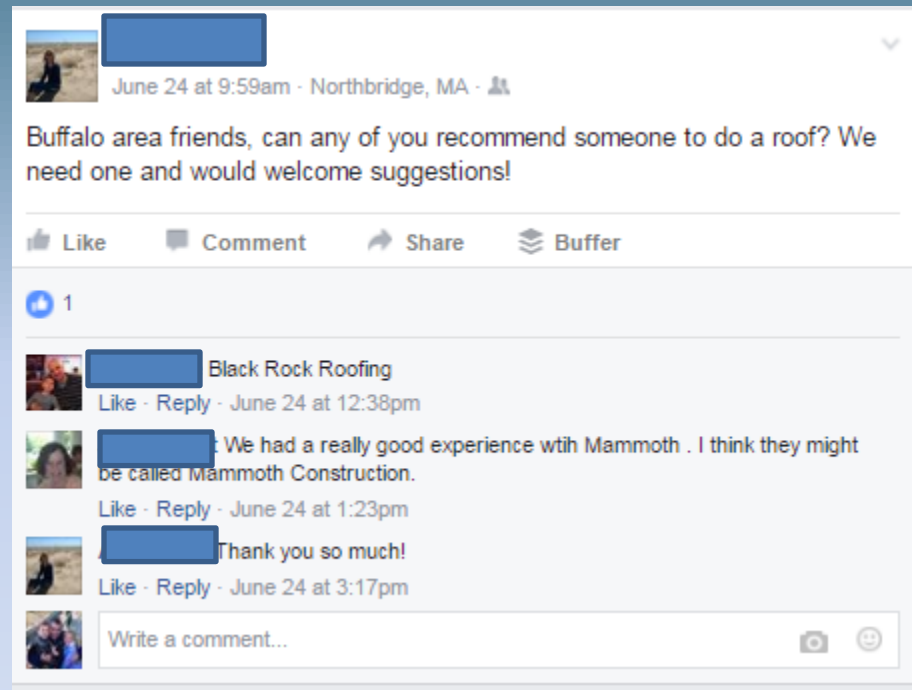 June 24 at 9:59am · Northbridge, MA ·
Buffalo area friends, can any of you recommend someone to do a roof? We
need one and would welcome suggestions!
Like Comment Share Buffer
1
Black Rock Roofing
Like · Reply · June 24 at 12:38pm
We had a really good experience wtih Mammoth . I think they might
be called Mammoth Construction.
Like · Reply · June 24 at 1:23pm
Thank you so much!
Like · Reply · June 24 at 3:17pm
Write a comment...